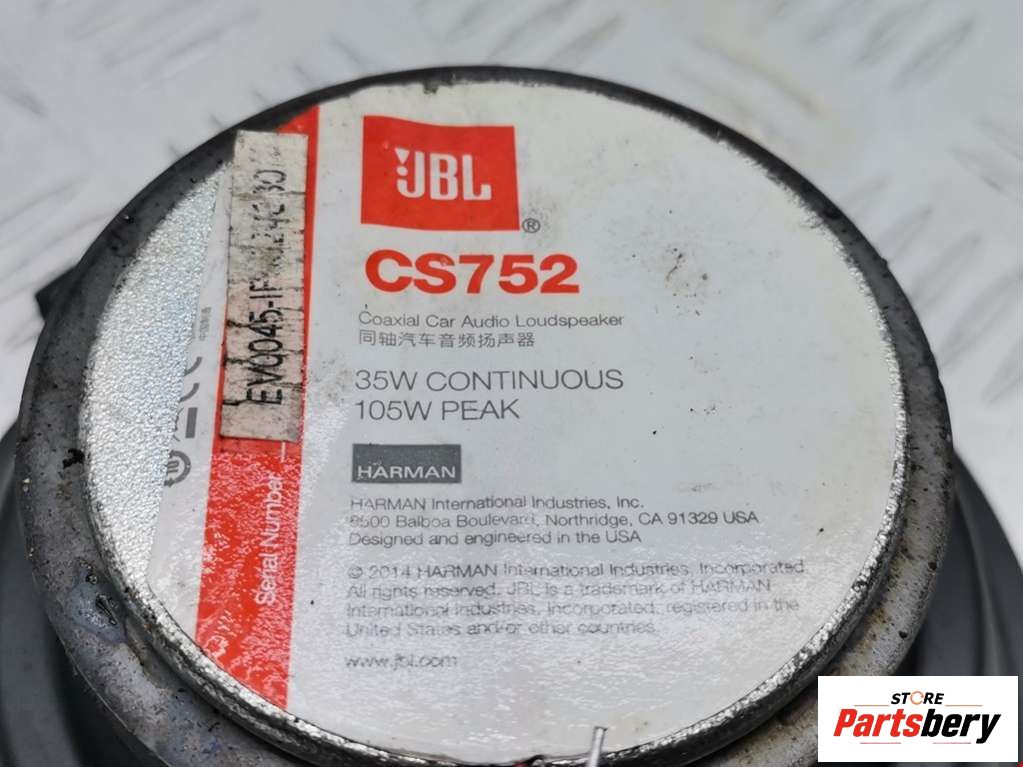 JBL
®
CS752
Coaxial Car Audio Loudspeaker
同轴汽车音频扬声器
35W CONTINUOUS
105W PEAK
HARMAN
HARMAN International Industries, Inc.
8500 Balboa Boulevard, Northridge, CA 91329 USA
Designed and engineered in the USA
© 2014 HARMAN International Industries, Incorporated.
All rights reserved. JBL is a trademark of HARMAN
International Industries, Incorporated, registered in the
United States and/or other countries.
www.jbl.com
Serial Number
STORE
Partsbery